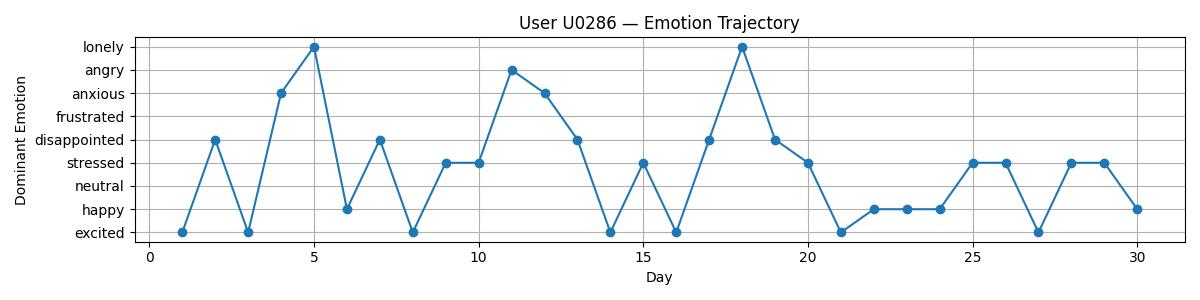 User U0286 — Emotion Trajectory
Dominant Emotion
lonely
angry
anxious
frustrated
disappointed
stressed
neutral
happy
excited
0 5 10 15 20 25 30
Day